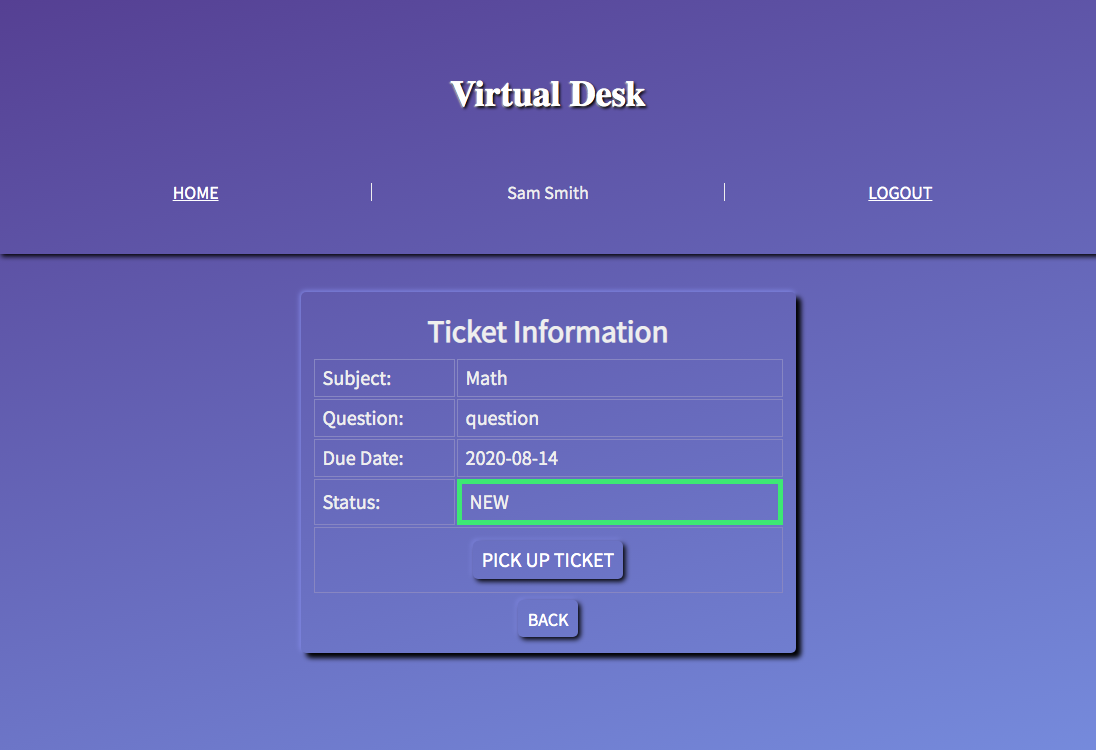 Virtual Desk
HOME
Sam Smith
LOGOUT
Ticket Information
Subject: Math
Question: question
Due Date: 2020-08-14
Status: NEW
PICK UP TICKET
BACK